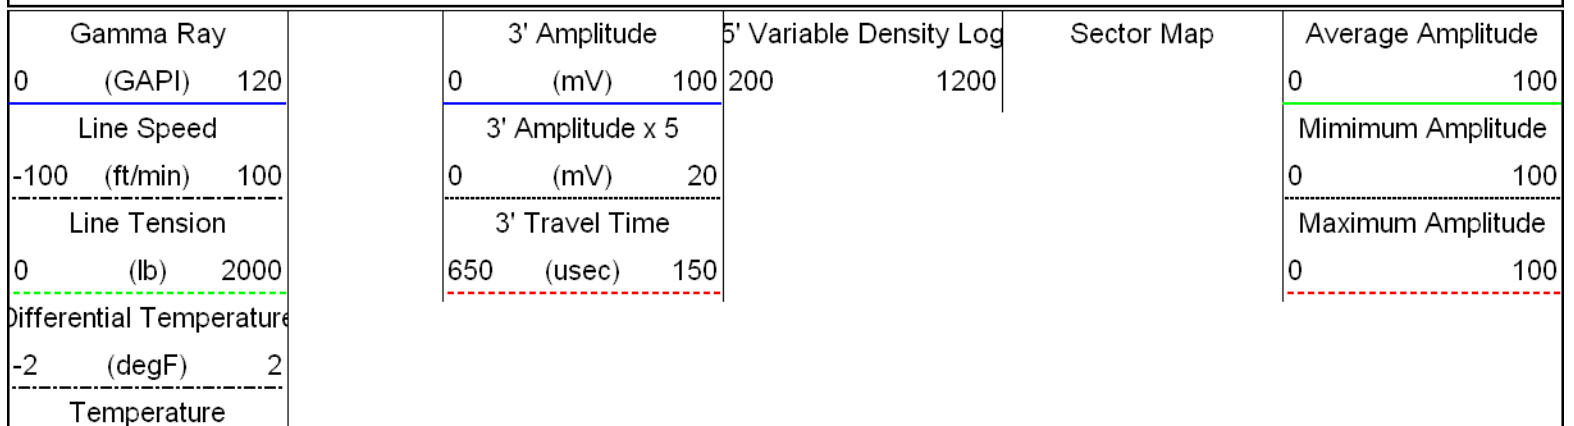 Gamma Ray 3' Amplitude 5' Variable Density Log Sector Map Average Amplitude
0 (GAPI) 120 0 (mV) 100 200 1200 0 100
Line Speed 3' Amplitude x 5 Mimimum Amplitude
-100 (ft/min) 100 0 (mV) 20 0 100
Line Tension 3' Travel Time Maximum Amplitude
0 (lb) 2000 650 (usec) 150 0 100
Differential Temperature
-2 (degF) 2
Temperature